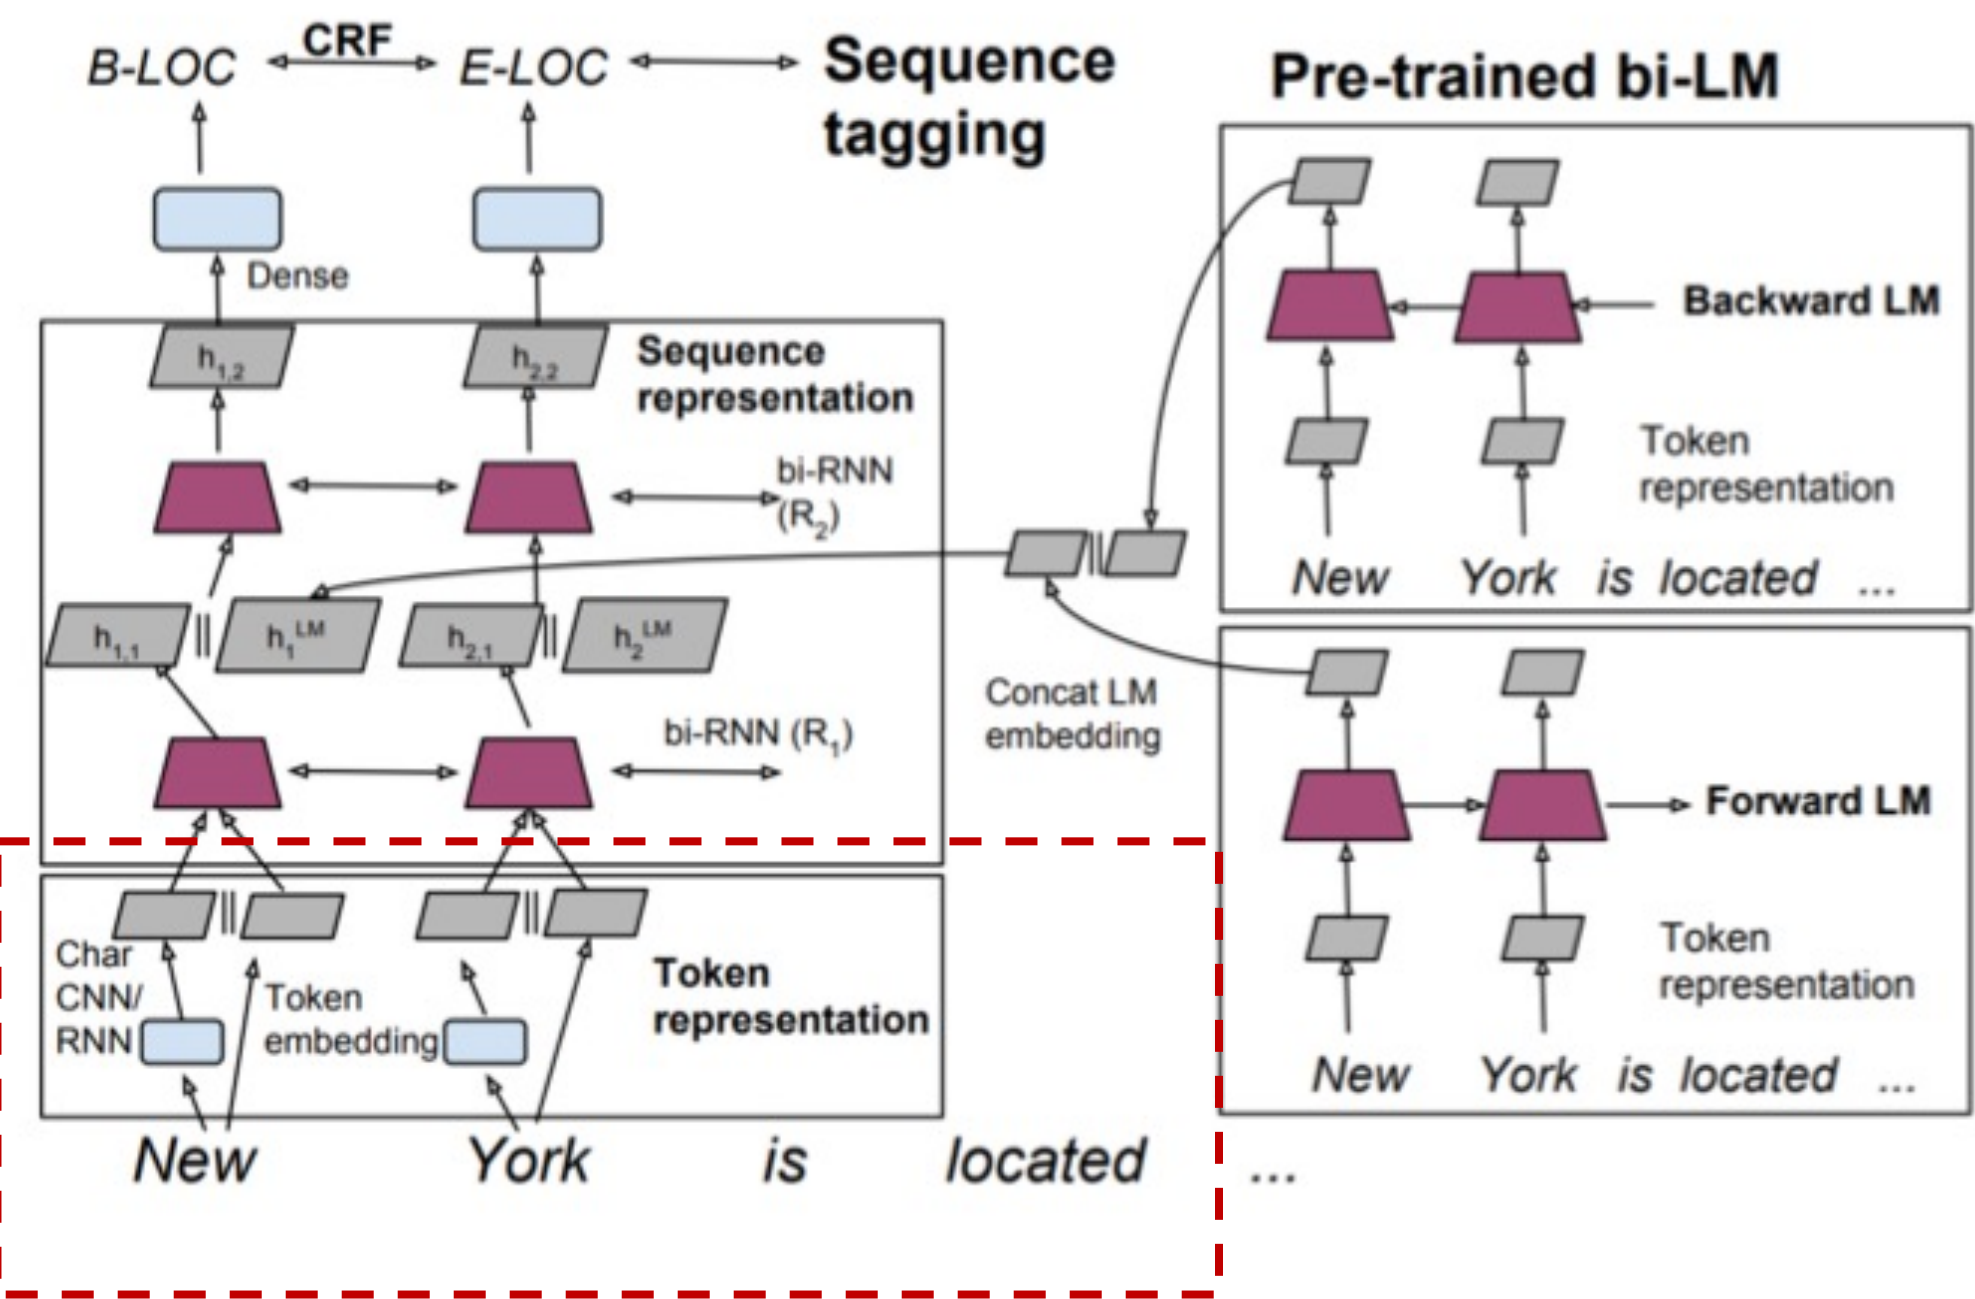 B-LOC CRF E-LOC Sequence
tagging
Dense
h1,2 h2,2 Sequence
representation
bi-RNN
(R2)
h1,1 || h1LM h2,1 || h2LM
bi-RNN (R1)
|| ||
Char
CNN/
RNN
Token
embedding
Token
representation
New York is located ...
||
Concat LM
embedding
Pre-trained bi-LM
Backward LM
Token
representation
New York is located ...
Forward LM
Token
representation
New York is located ...